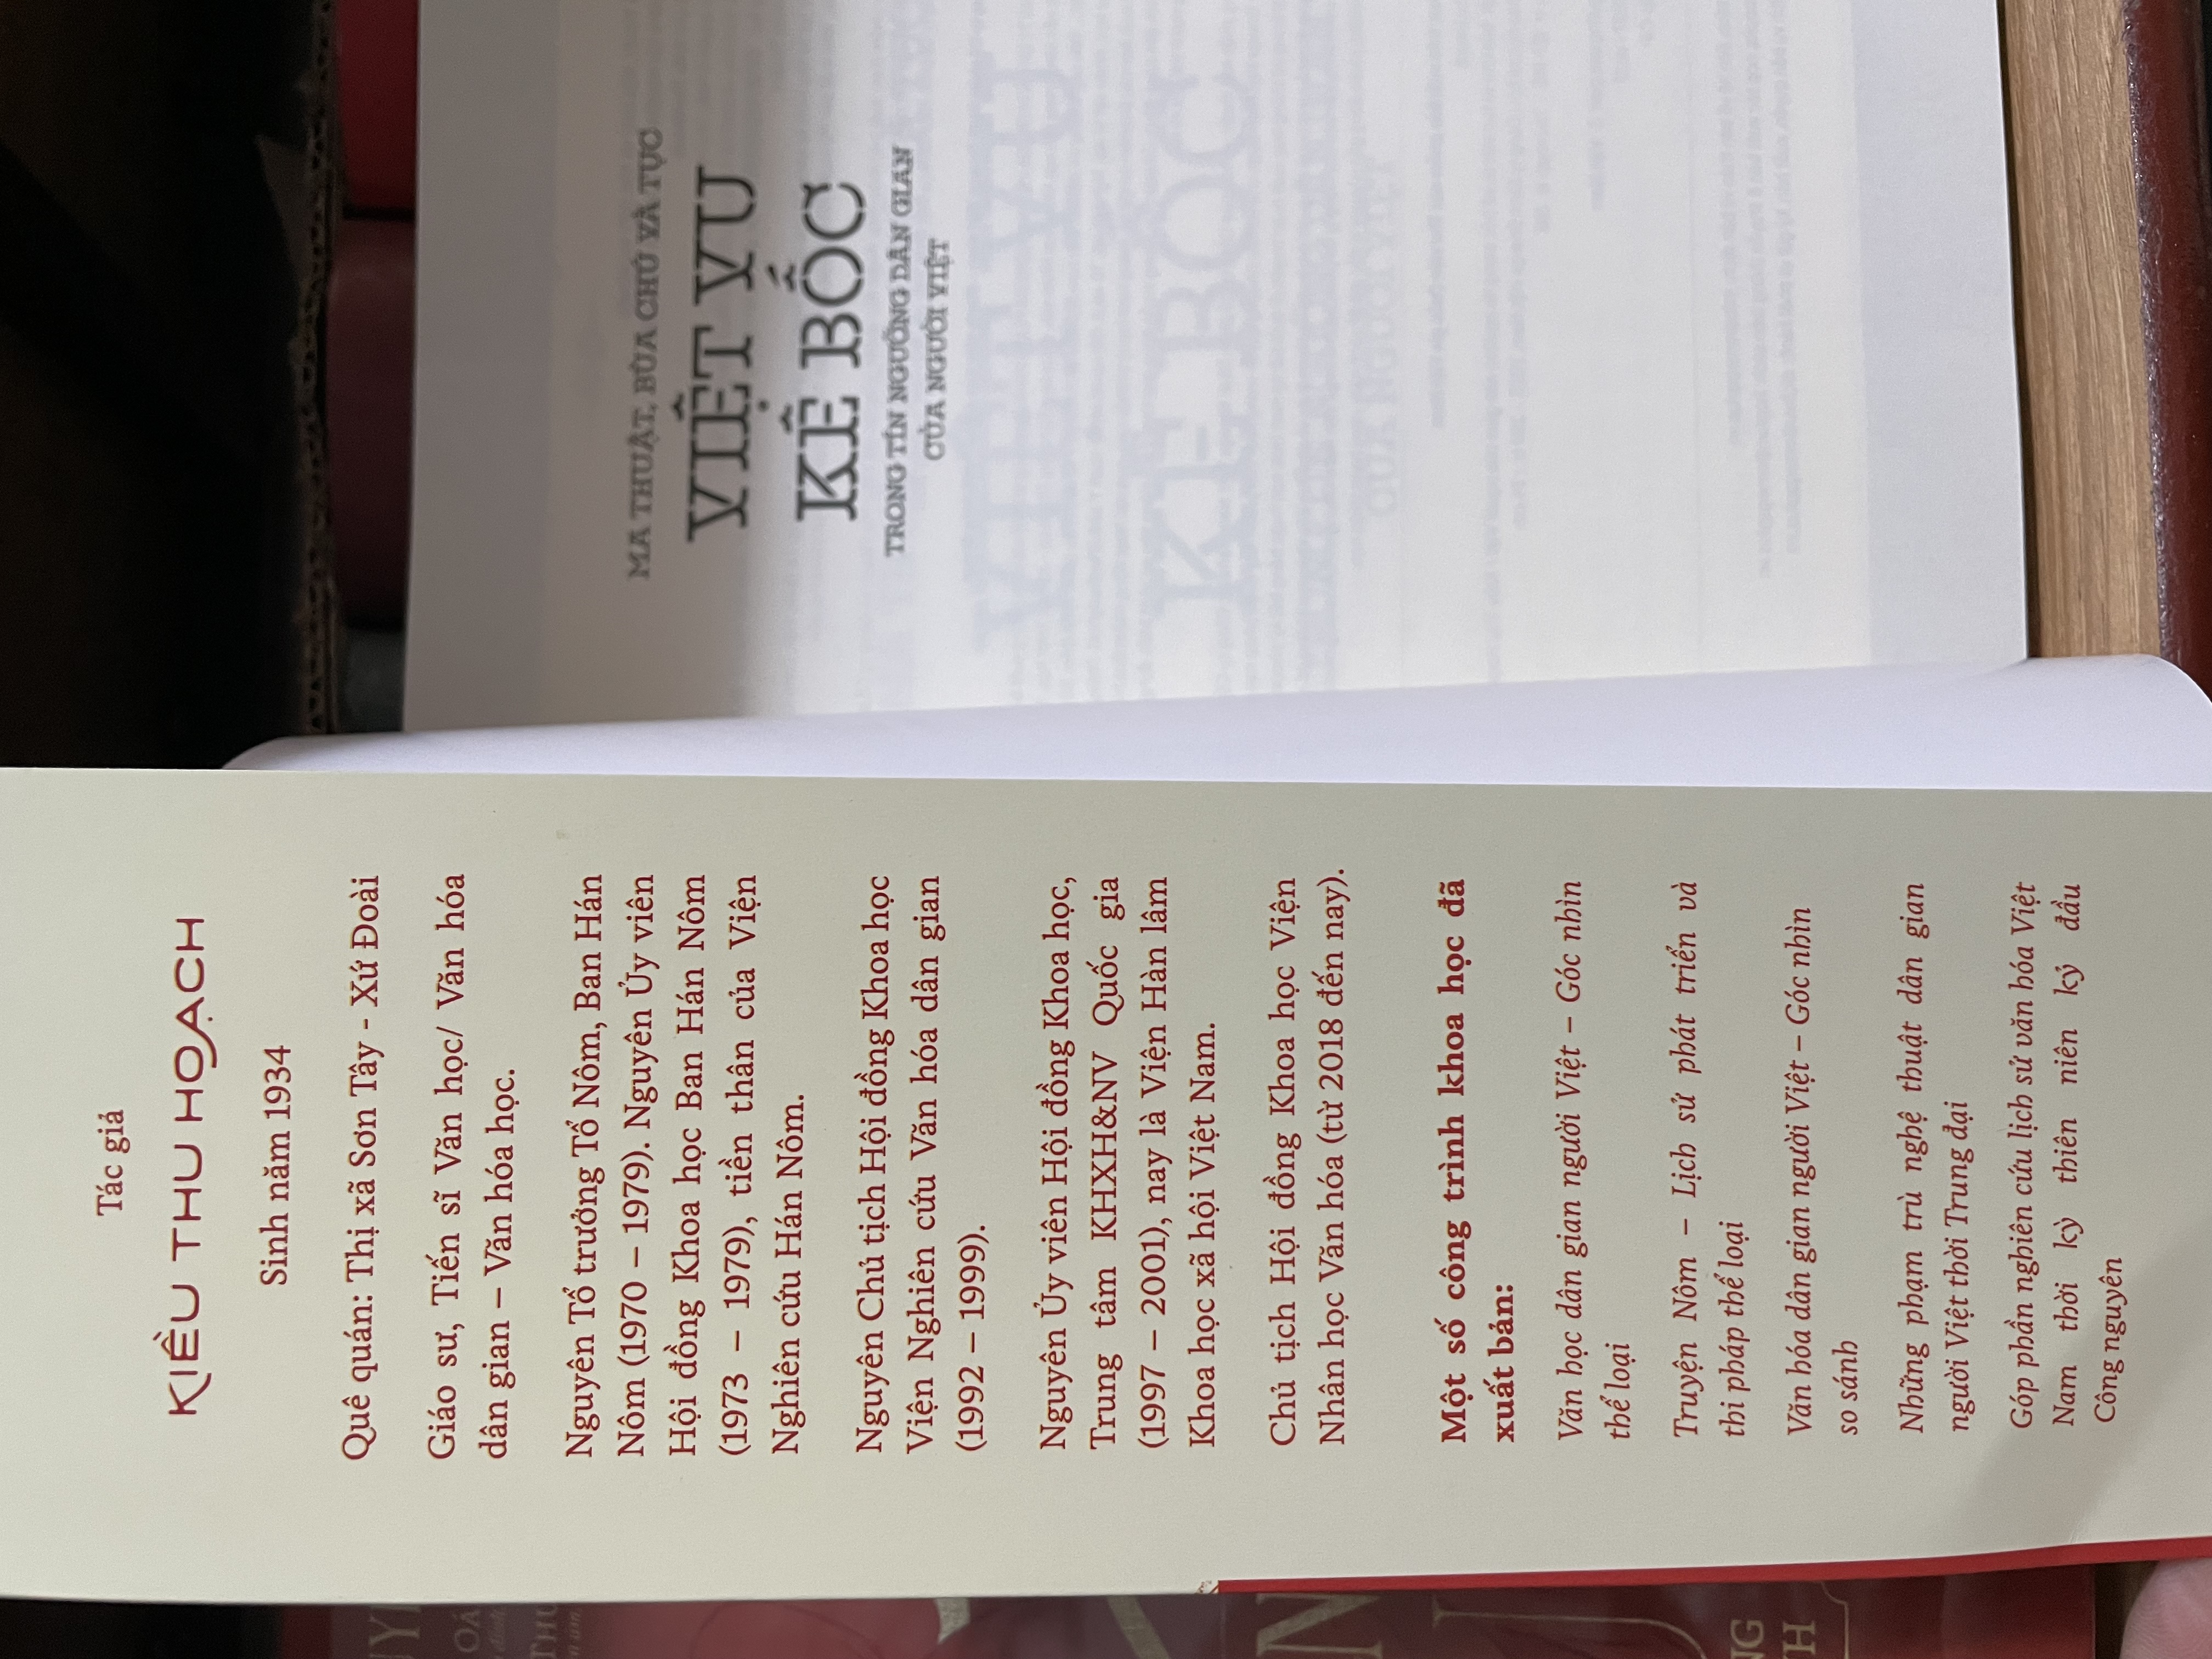 Tác giả
KIỀU THU HOẠCH
Sinh năm 1934
Quê quán: Thị xã Sơn Tây - Xứ Đoài
Giáo sư, Tiến sĩ Văn học/ Văn hóa
dân gian – Văn hóa học.
Nguyên Tổ trưởng Tổ Nôm, Ban Hán
Nôm (1970 – 1979). Nguyên Ủy viên
Hội đồng Khoa học Ban Hán Nôm
(1973 – 1979), tiền thân của Viện
Nghiên cứu Hán Nôm.
Nguyên Chủ tịch Hội đồng Khoa học
Viện Nghiên cứu Văn hóa dân gian
(1992 – 1999).
Nguyên Ủy viên Hội đồng Khoa học,
Trung tâm KHXH&NV Quốc gia
(1997 – 2001), nay là Viện Hàn lâm
Khoa học xã hội Việt Nam.
Chủ tịch Hội đồng Khoa học Viện
Nhân học Văn hóa (từ 2018 đến nay).
Một số công trình khoa học đã
xuất bản:
Văn học dân gian người Việt – Góc nhìn
thể loại
Truyện Nôm – Lịch sử phát triển và
thi pháp thể loại
Văn hóa dân gian người Việt – Góc nhìn
so sánh
Những phạm trù nghệ thuật dân gian
người Việt thời Trung đại
Góp phần nghiên cứu lịch sử văn hóa Việt
Nam thời kỳ thiên niên kỷ đầu
Công nguyên
MA THUẬT, BÙA CHÚ VÀ TỤC
VIỆT VU
KÊ BỐC
TRONG TÍN NGƯỠNG DÂN GIAN
CỦA NGƯỜI VIỆT